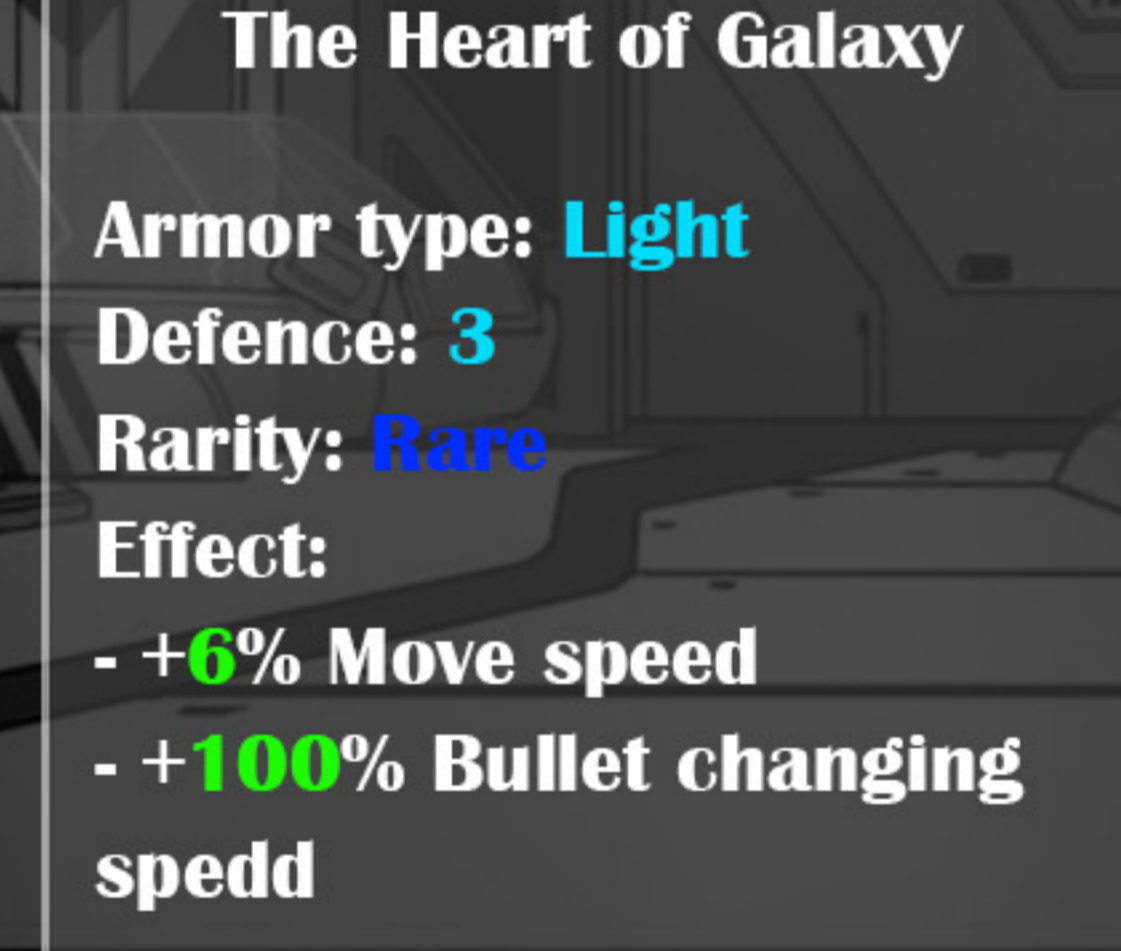 The Heart of Galaxy
Armor type: Light
Defence: 3
Rarity: Rare
Effect:
- +6% Move speed
- +100% Bullet changing
spedd